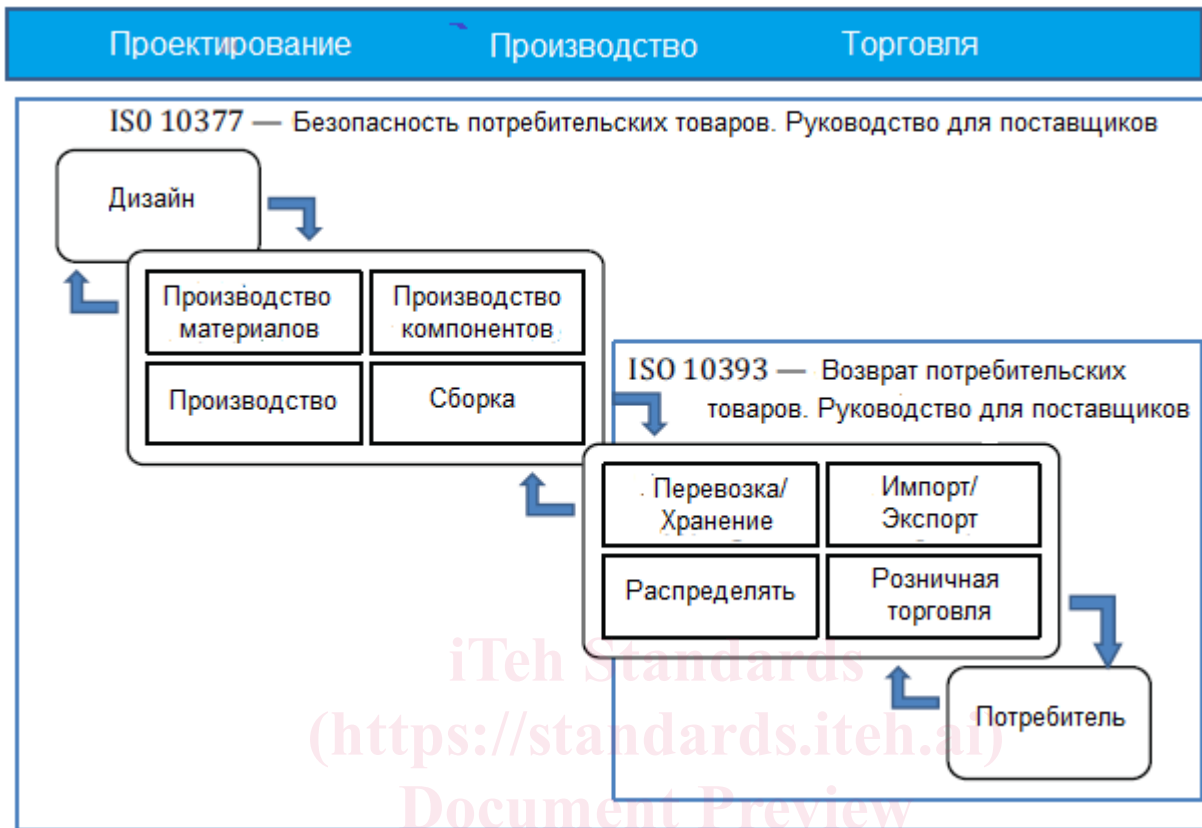 Проектирование Производство Торговля
ISO 10377 — Безопасность потребительских товаров. Руководство для поставщиков
Дизайн
Производство
материалов
Производство
компонентов
Производство
Сборка
ISO 10393 — Возврат потребительских
товаров. Руководство для поставщиков
Перевозка/
Хранение
Импорт/
Экспорт
Распределять
Розничная
торговля
Потребитель
iTeh Standards
(https://standards.iteh.ai)
Document Preview